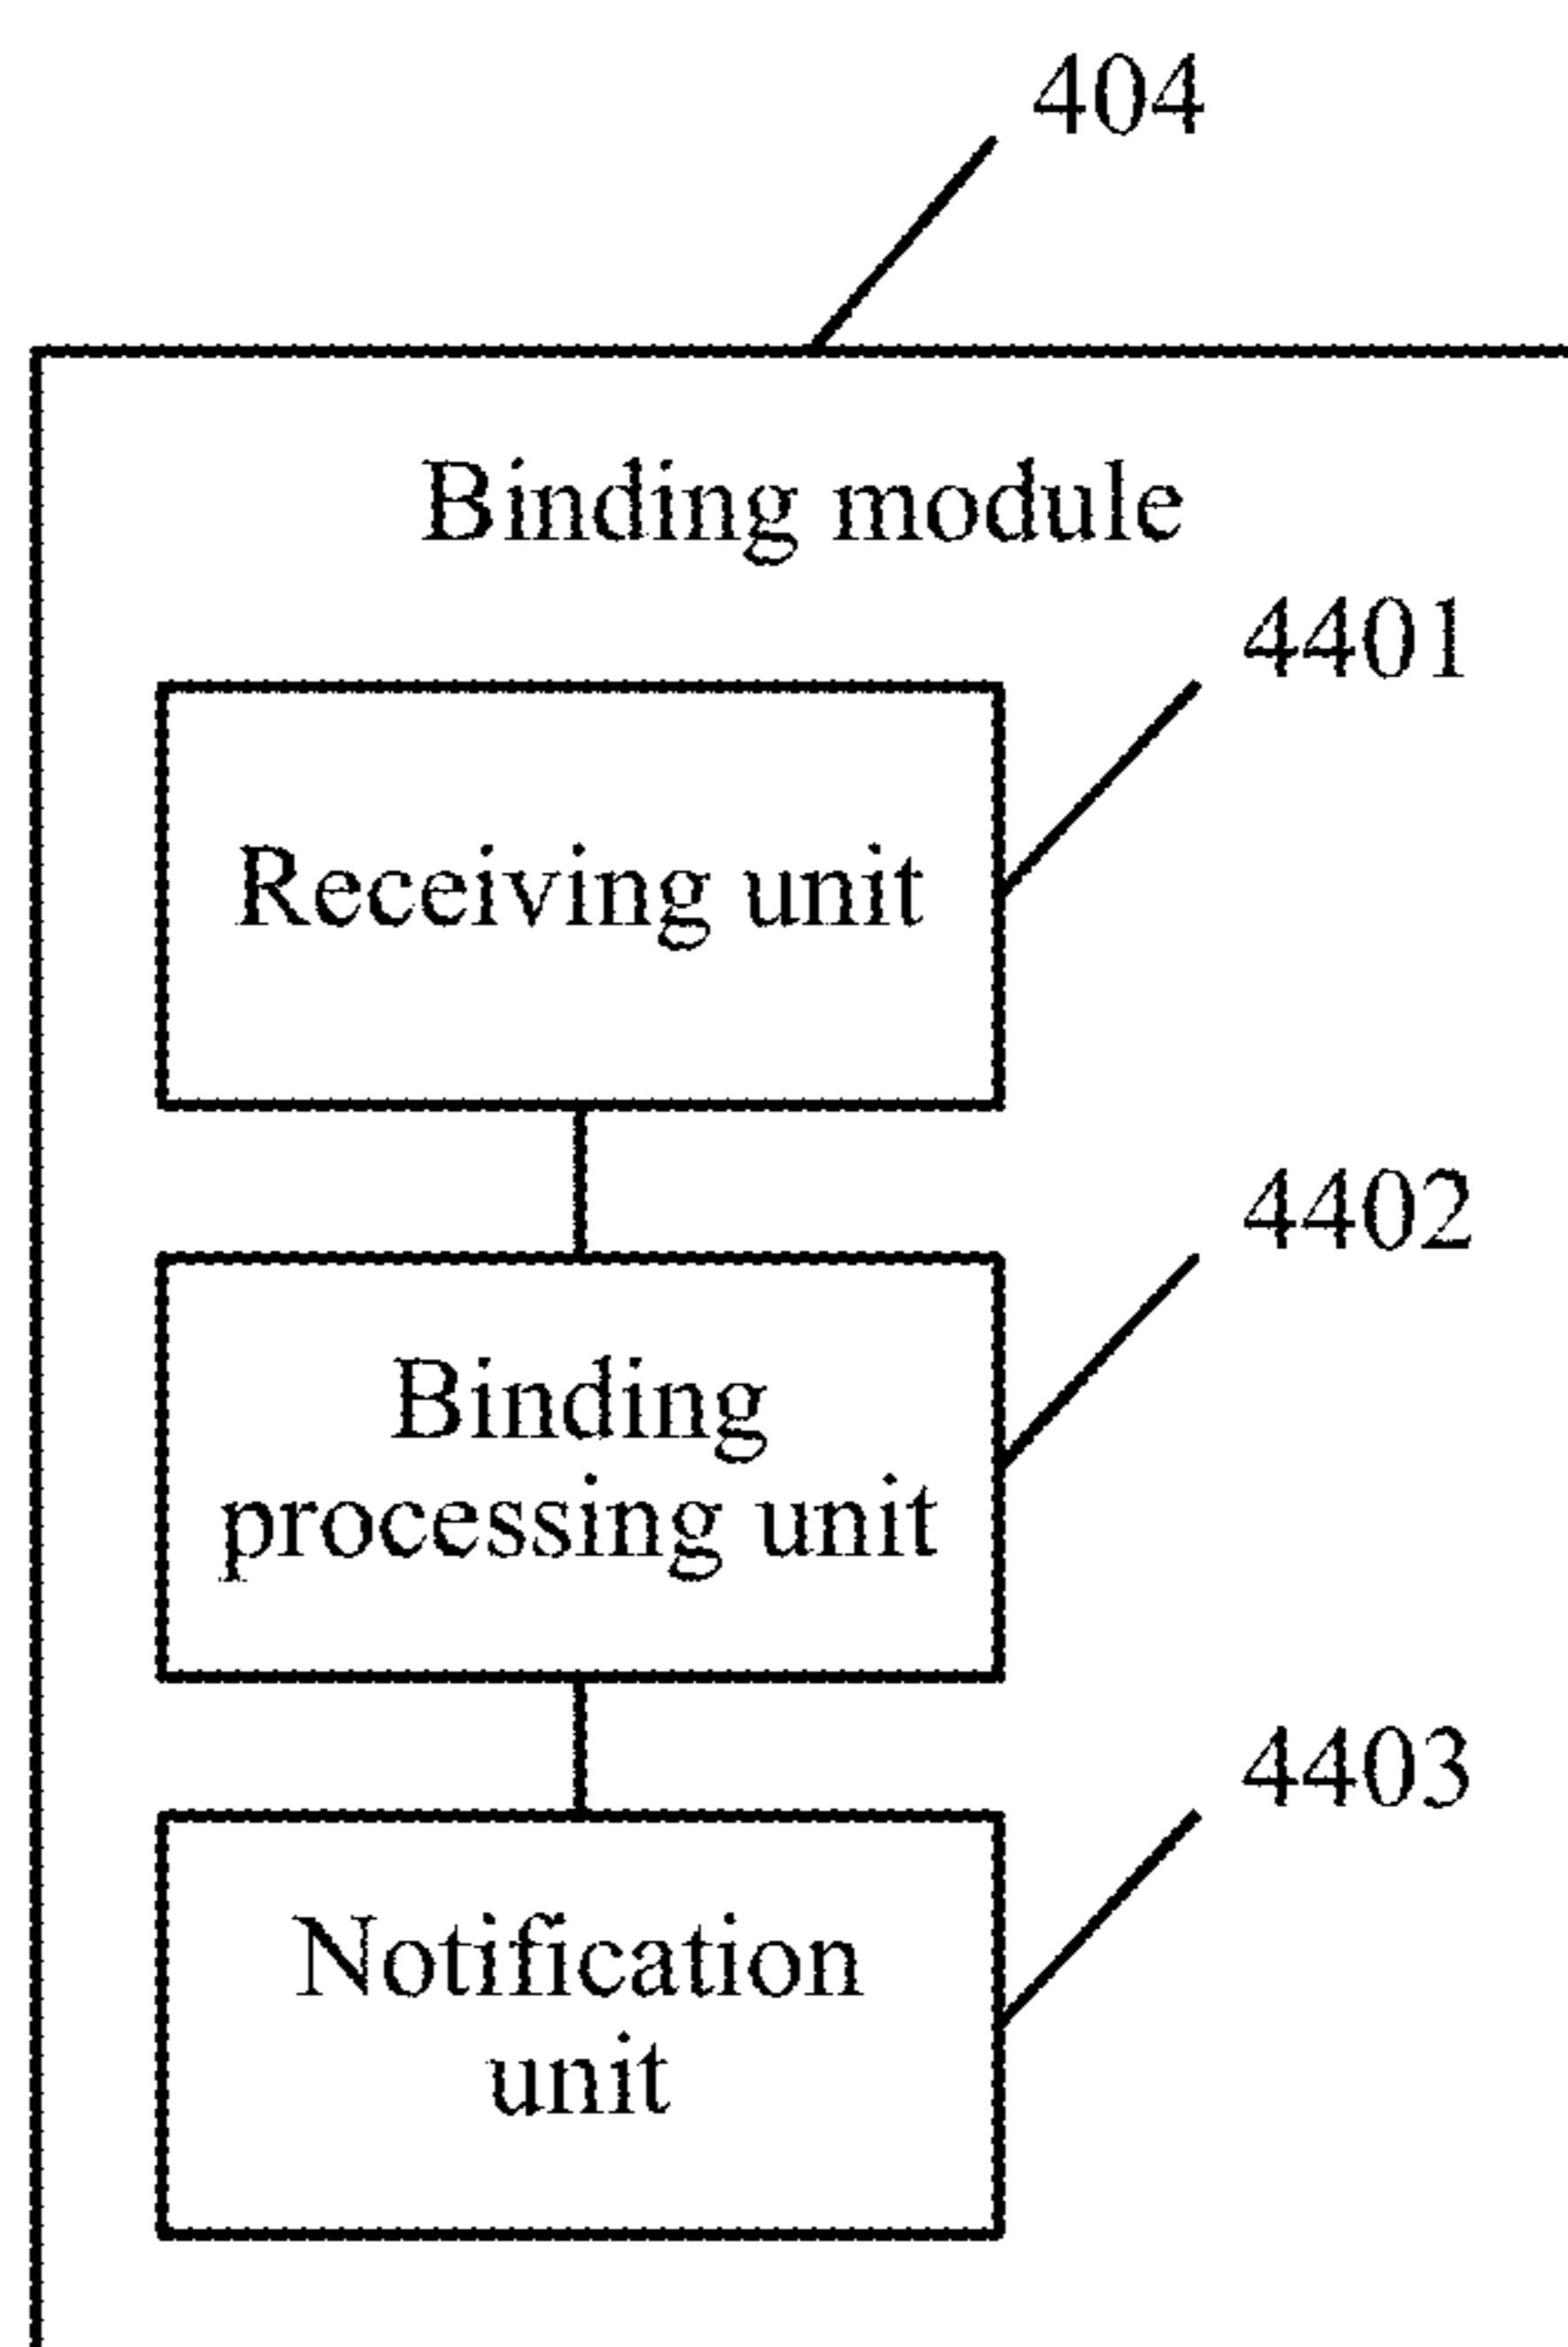 404
Binding module
4401
Receiving unit
4402
Binding
processing unit
4403
Notification
unit